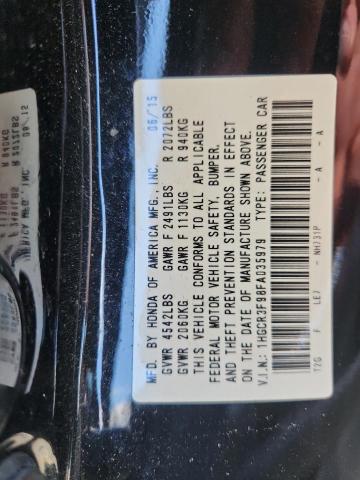 MFD. BY HONDA OF AMERICA MFG., INC. 06/15
GVWR 4542LBS GAWR F 2491LBS R 2072LBS
GVWR 2060KG GAWR F 1130KG R 940KG
THIS VEHICLE CONFORMS TO ALL APPLICABLE
FEDERAL MOTOR VEHICLE SAFETY, BUMPER,
AND THEFT PREVENTION STANDARDS IN EFFECT
ON THE DATE OF MANUFACTURE SHOWN ABOVE.
V.I.N.: 1HGCR3F98FA035979 TYPE: PASSENGER CAR
T2G F LE7 NH731P - A - A